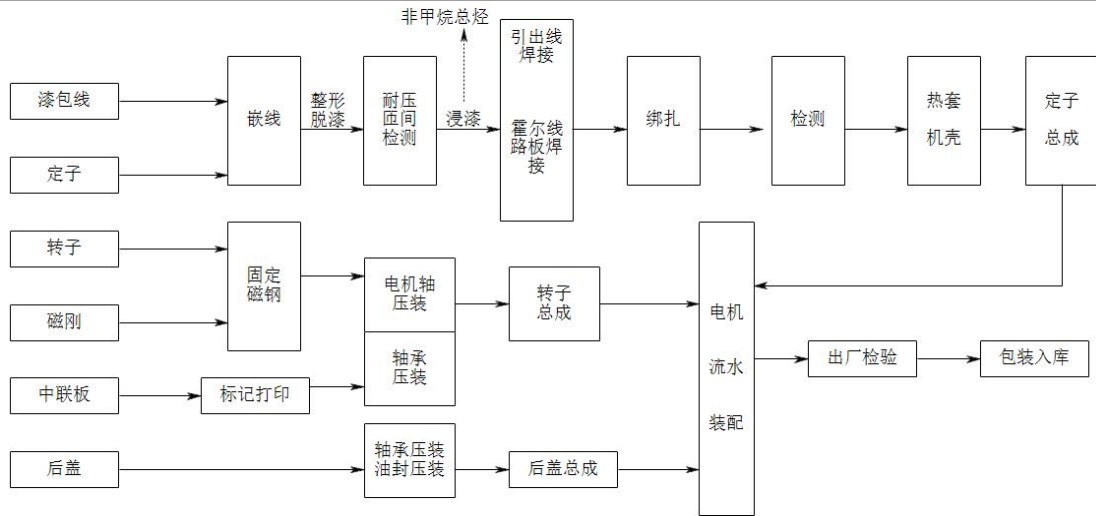 非甲烷总烃
漆包线
定子
嵌线
整形
脱漆
耐压
匝间
检测
浸漆
引出线
焊接
霍尔线
路板焊
接
绑扎
检测
热套
机壳
定子
总成
转子
磁刚
固定
磁钢
电机轴
压装
转子
总成
中联板
标记打印
轴承
压装
后盖
轴承压装
油封压装
后盖总成
电机
流水
装配
出厂检验
包装入库